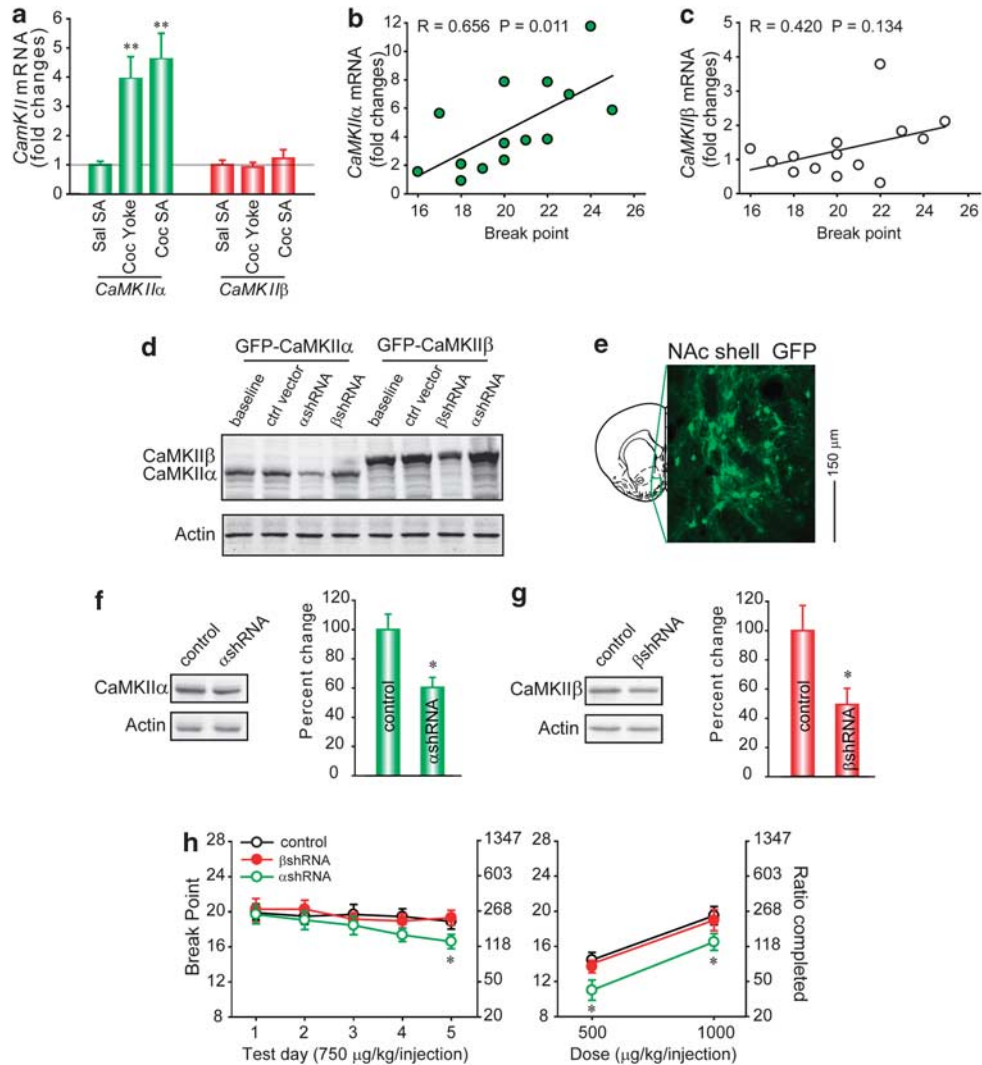 a
CamKII mRNA
(fold changes)
6
5
4
3
2
1
0
**
**
Sal SA
Coc Yoke
Coc SA
Sal SA
Coc Yoke
Coc SA
CaMKIIα
CaMKIIβ
b
R = 0.656 P = 0.011
CaMKIIα mRNA
(fold changes)
12
10
8
6
4
2
0
16 18 20 22 24 26
Break point
c
R = 0.420 P = 0.134
CaMKIIβ mRNA
(fold changes)
5
4
3
2
1
0
16 18 20 22 24 26
Break point
d
GFP-CaMKIIα GFP-CaMKIIβ
baseline
ctrl vector
αshRNA
βshRNA
baseline
ctrl vector
βshRNA
αshRNA
CaMKIIβ
CaMKIIα
Actin
e
NAc shell GFP
150 µm
f
control
αshRNA
CaMKIIα
Actin
Percent change
120
100
80
60
40
20
0
*
control
αshRNA
g
control
βshRNA
CaMKIIβ
Actin
Percent change
120
100
80
60
40
20
0
*
control
βshRNA
h
Break Point
28
24
20
16
12
8
control
βshRNA
αshRNA
*
1347
603
268
118
50
20
1 2 3 4 5
Test day (750 µg/kg/injection)
28
24
20
16
12
8
*
*
1347
603
268
118
50
20
Ratio completed
500 1000
Dose (µg/kg/injection)